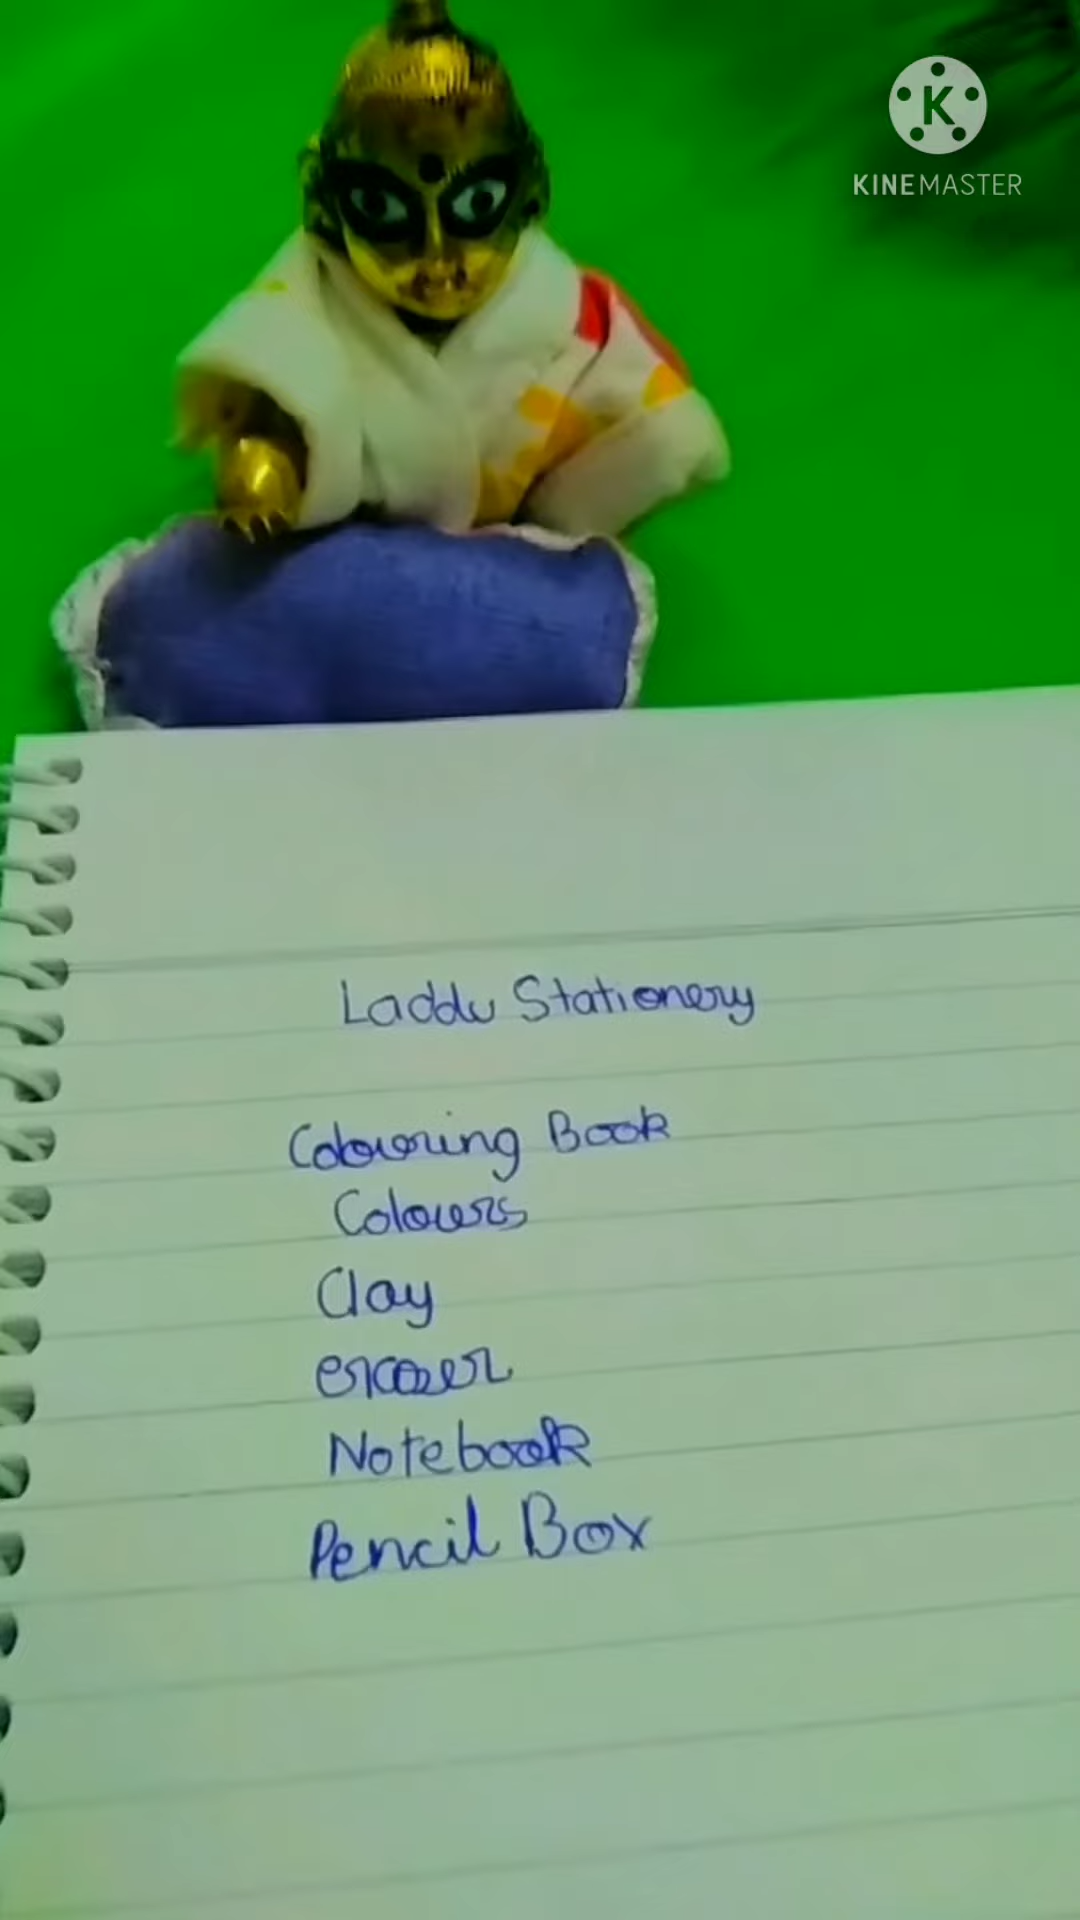 K
KINEMASTER
Laddu Stationery
Colouring Book
Colours
Clay
eraser
Notebook
Pencil Box